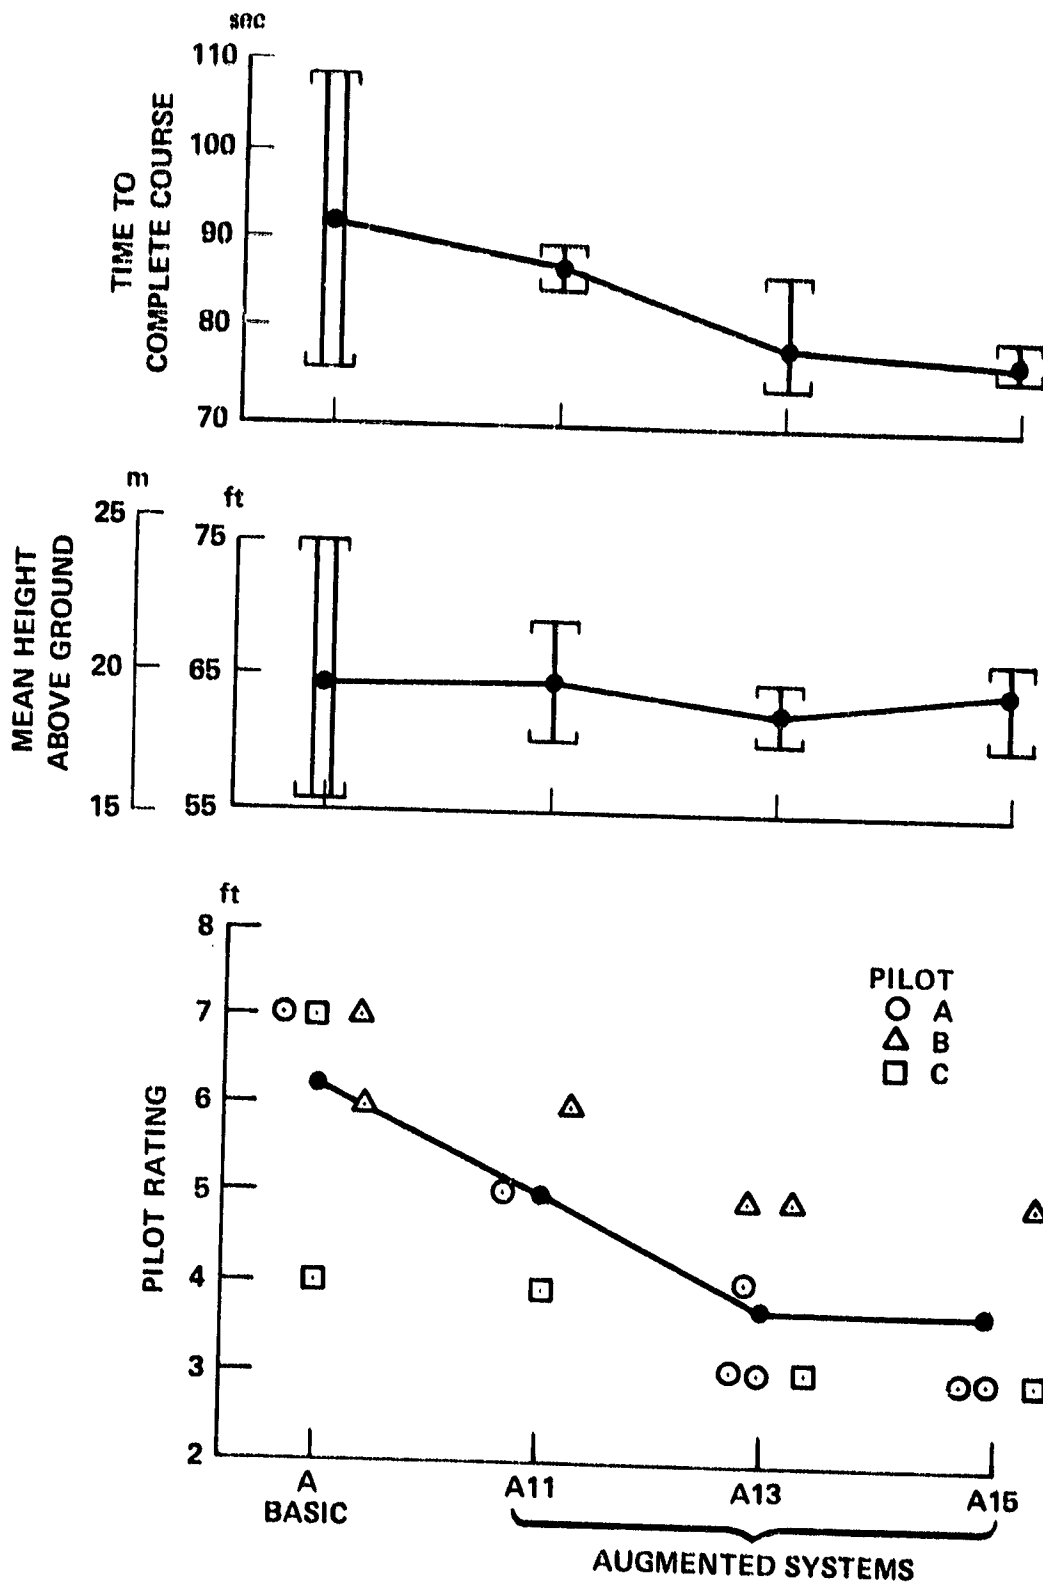 sec
110
100
90
80
70
TIME TO
COMPLETE COURSE
m
25
20
15
ft
75
65
55
MEAN HEIGHT
ABOVE GROUND
ft
8
7
6
5
4
3
2
PILOT RATING
PILOT
A
B
C
A
BASIC
A11
A13
A15
AUGMENTED SYSTEMS